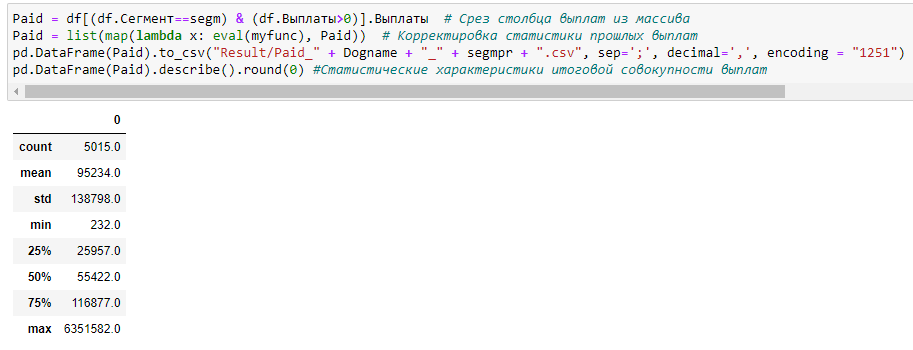 Paid = df[(df.Сегмент==segm) & (df.Выплаты>0)].Выплаты  # Срез столбца выплат из массива
Paid = list(map(lambda x: eval(myfunc), Paid))  # Корректировка статистики прошлых выплат
pd.DataFrame(Paid).to_csv("Result/Paid_" + Dogname + "_" + segmpr + ".csv", sep=';', decimal=',', encoding = "1251")
pd.DataFrame(Paid).describe().round(0) #Статистические характеристики итоговой совокупности выплат
0
count 5015.0
mean 95234.0
std 138798.0
min 232.0
25% 25957.0
50% 55422.0
75% 116877.0
max 6351582.0